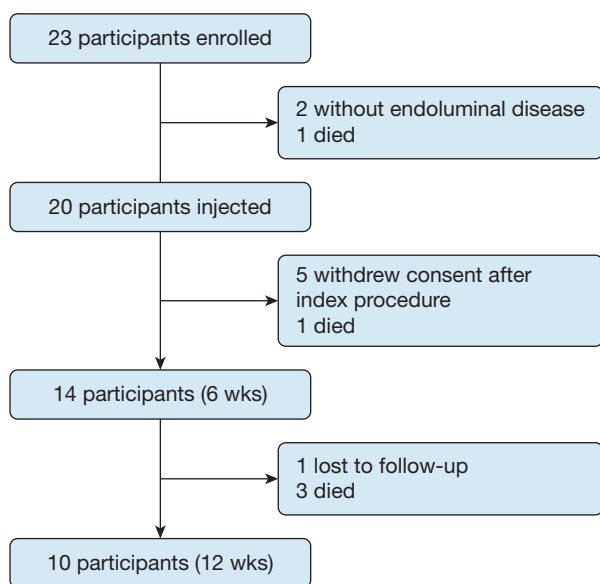 23 participants enrolled
2 without endoluminal disease
1 died
20 participants injected
5 withdrew consent after
index procedure
1 died
14 participants (6 wks)
1 lost to follow-up
3 died
10 participants (12 wks)